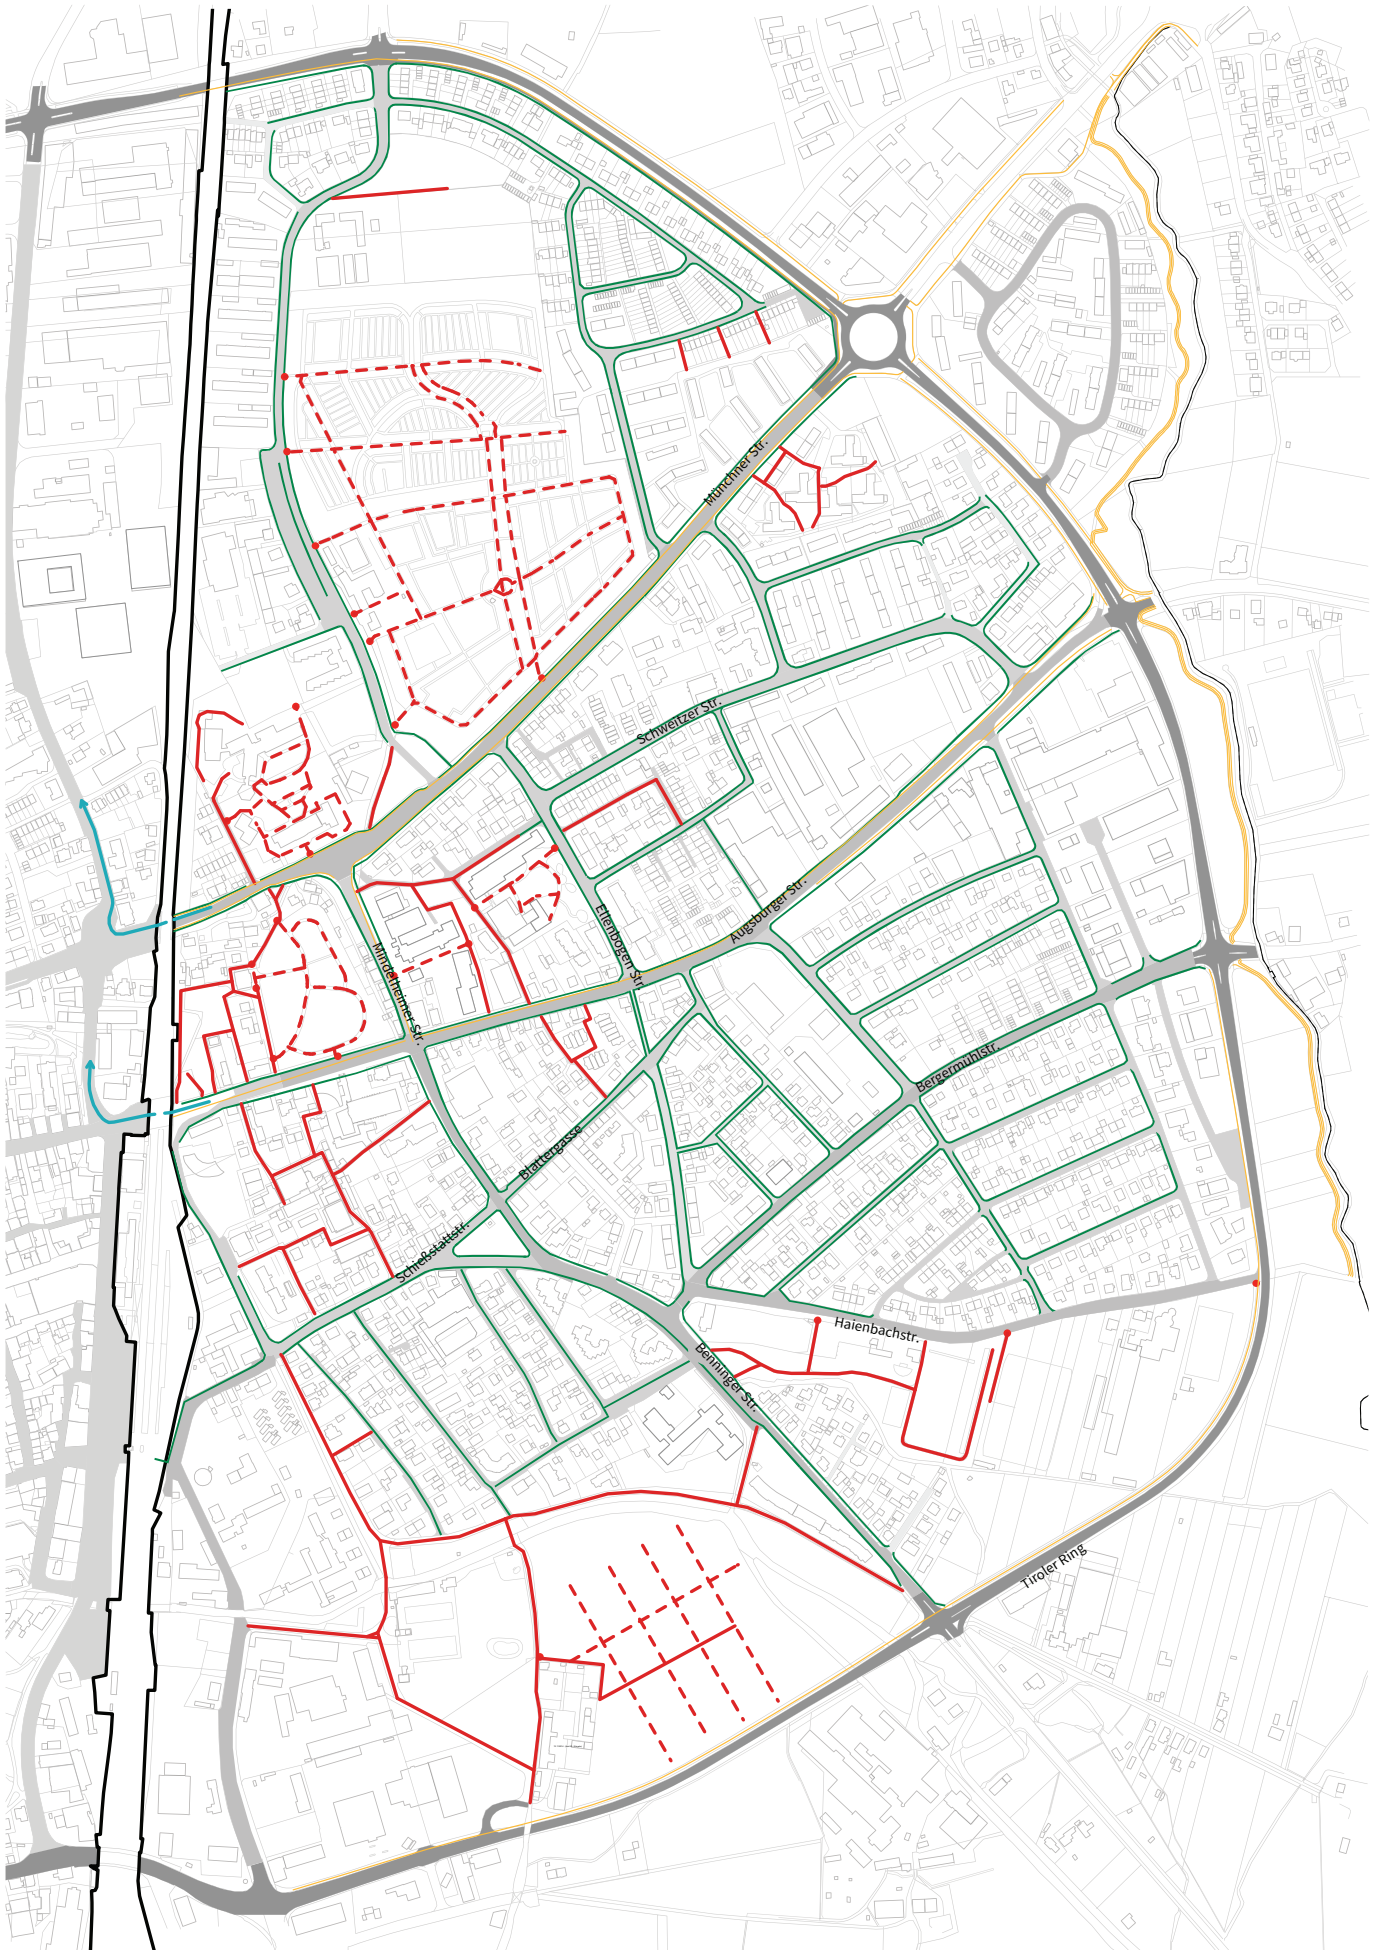 Münchner Str.
Schweitzer Str.
Augsburger Str.
Ellenbogen Str.
Mindelheimer Str.
Bergermühlstr.
Blattergasse
Schießstattstr.
Haienbachstr.
Benninger Str.
Tiroler Ring